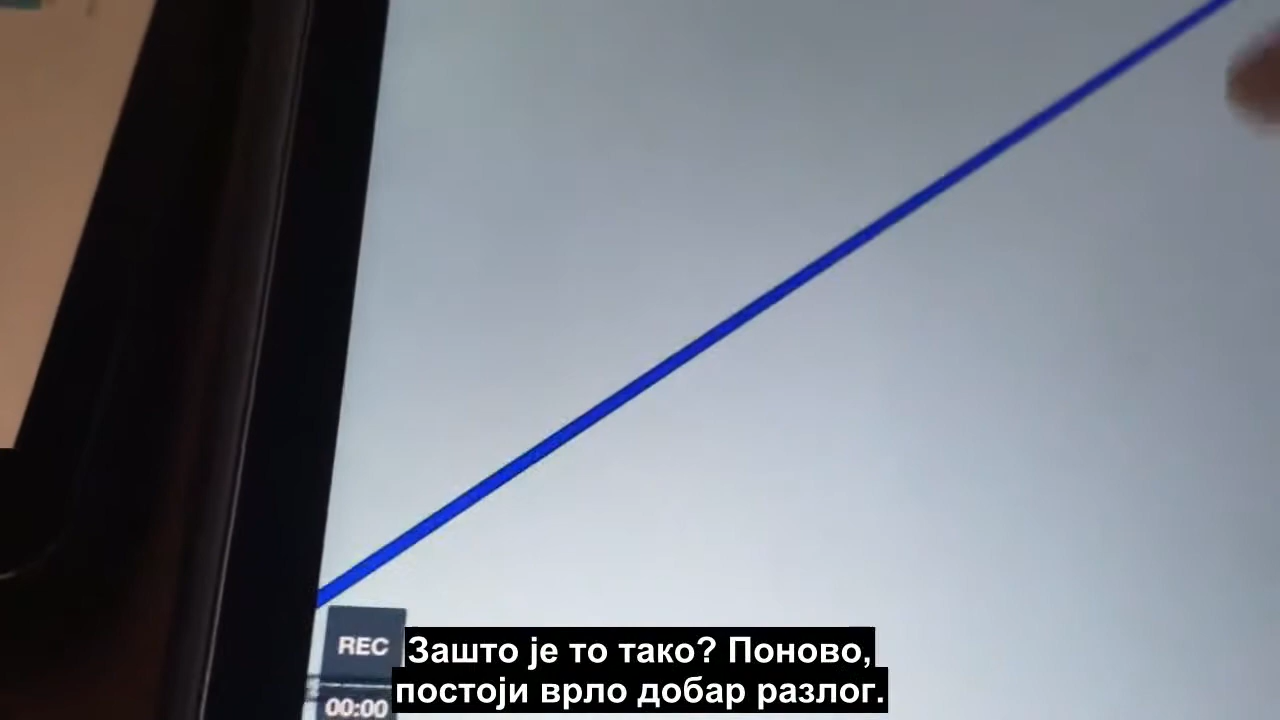 REC
Зашто је то тако? Поново,
постоји врло добар разлог.
00:00